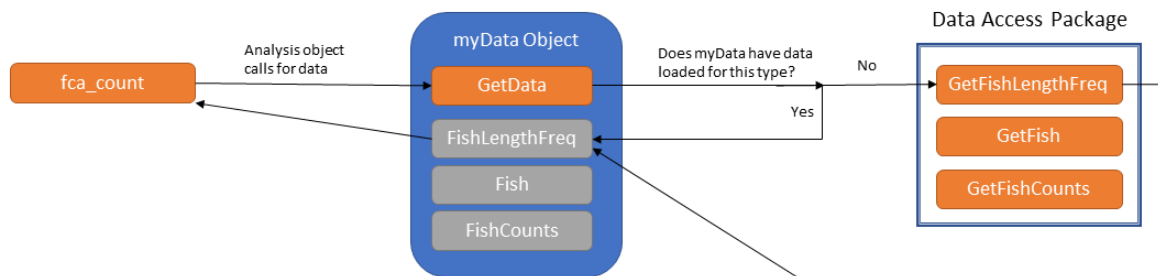 Data Access Package
myData Object
Analysis object
calls for data
Does myData have data
loaded for this type?
No
fca_count
GetData
GetFishLengthFreq
Yes
FishLengthFreq
GetFish
Fish
GetFishCounts
FishCounts